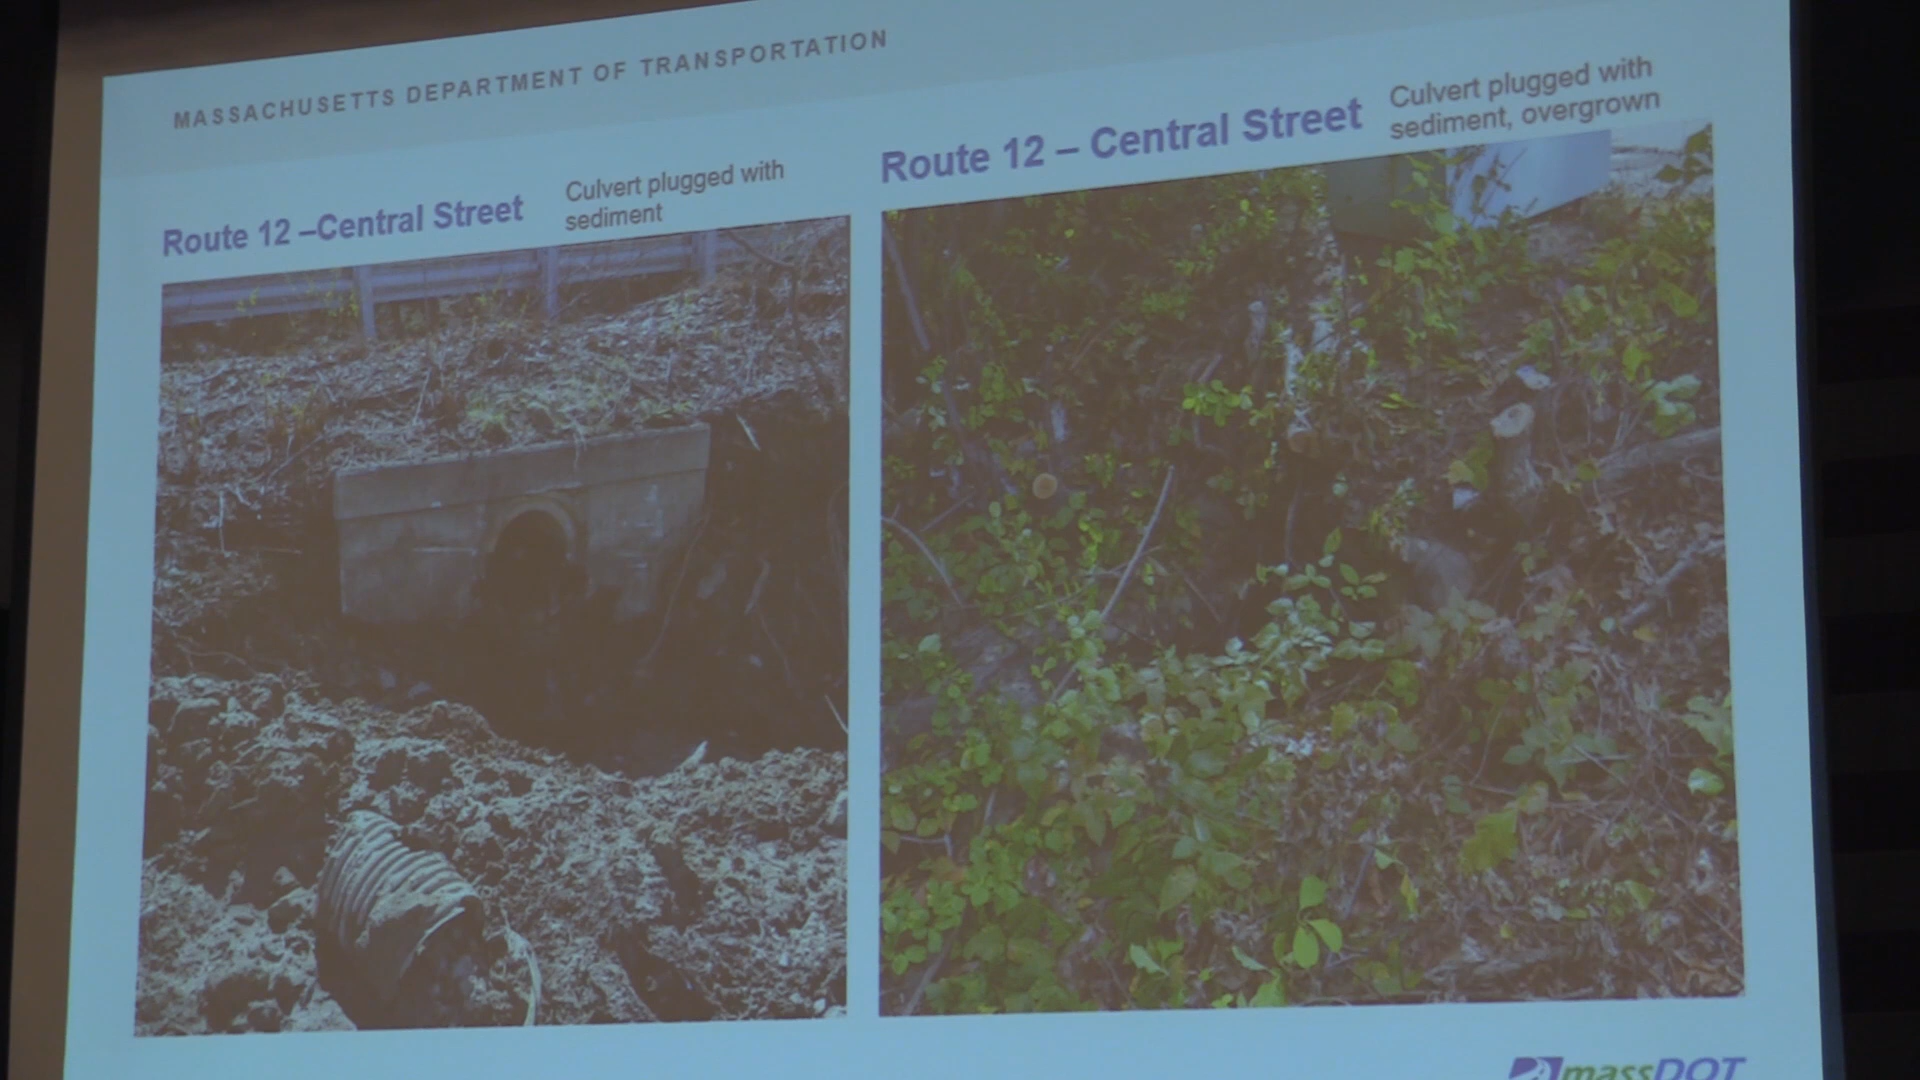 MASSACHUSETTS DEPARTMENT OF TRANSPORTATION
Route 12 –Central Street
Culvert plugged with
sediment
Route 12 – Central Street
Culvert plugged with
sediment, overgrown
massDOT